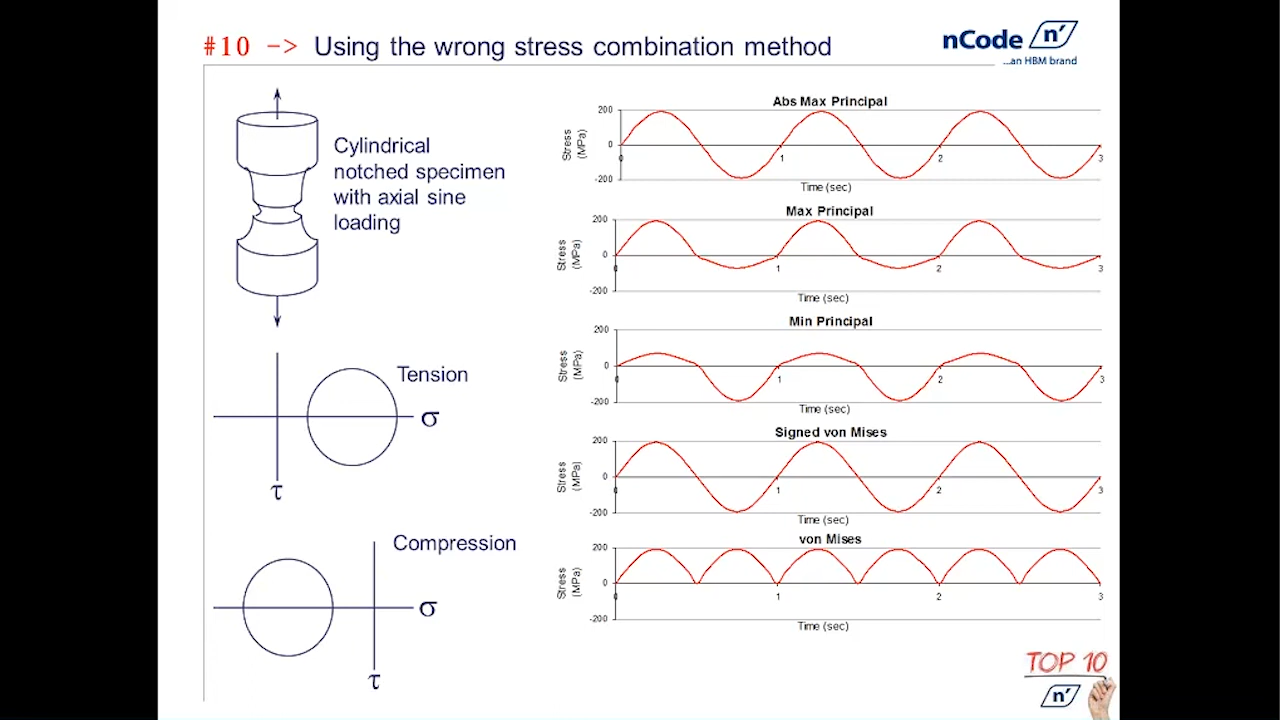 #10 -> Using the wrong stress combination method
nCode n'
...an HBM brand
Cylindrical
notched specimen
with axial sine
loading
Tension
σ
τ
Compression
σ
τ
Abs Max Principal
Stress
(MPa)
200
0
-200
0 1 2 3
Time (sec)
Max Principal
Stress
(MPa)
200
0
-200
0 1 2 3
Time (sec)
Min Principal
Stress
(MPa)
200
0
-200
0 1 2 3
Time (sec)
Signed von Mises
Stress
(MPa)
200
0
-200
0 1 2 3
Time (sec)
von Mises
Stress
(MPa)
200
0
-200
1 2 3
Time (sec)
TOP 10
n'